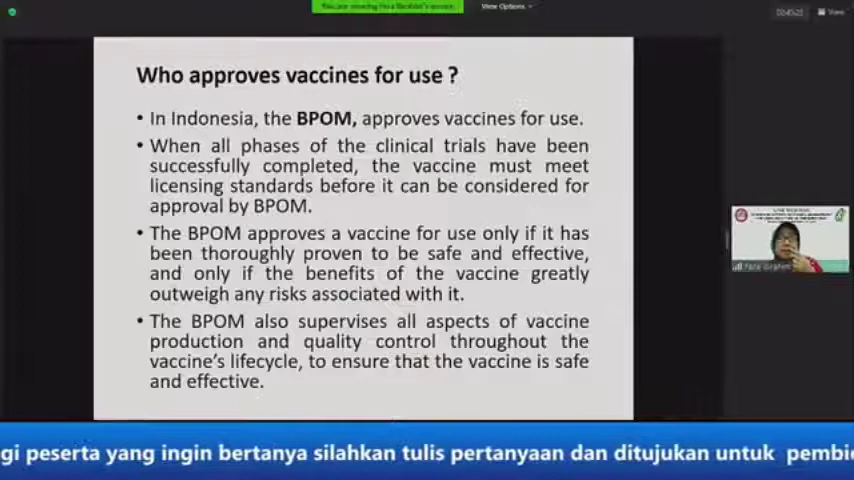 View Options
View
Who approves vaccines for use ?
• In Indonesia, the BPOM, approves vaccines for use.
• When all phases of the clinical trials have been
successfully completed, the vaccine must meet
licensing standards before it can be considered for
approval by BPOM.
• The BPOM approves a vaccine for use only if it has
been thoroughly proven to be safe and effective,
and only if the benefits of the vaccine greatly
outweigh any risks associated with it.
• The BPOM also supervises all aspects of vaccine
production and quality control throughout the
vaccine's lifecycle, to ensure that the vaccine is safe
and effective.
gi peserta yang ingin bertanya silahkan tulis pertanyaan dan ditujukan untuk pembic